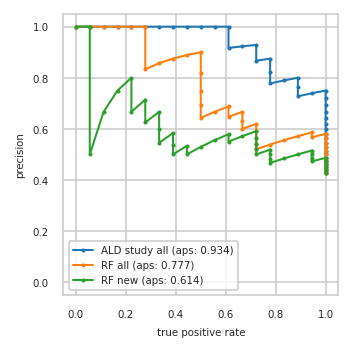 1.0
0.8
0.6
0.4
0.2
0.0
precision
ALD study all (aps: 0.934)
RF all (aps: 0.777)
RF new (aps: 0.614)
0.0 0.2 0.4 0.6 0.8 1.0
true positive rate